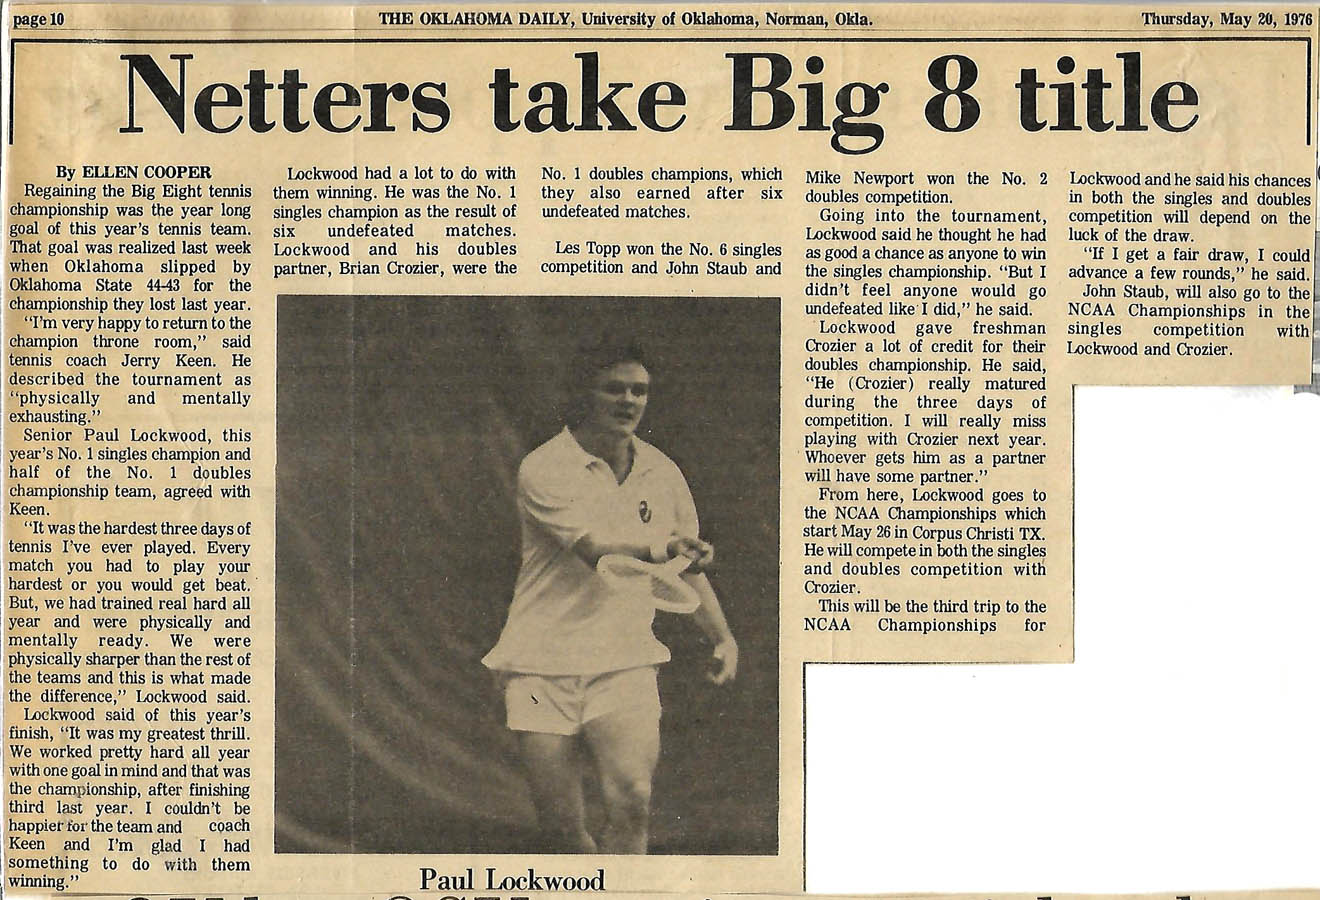 page 10
THE OKLAHOMA DAILY, University of Oklahoma, Norman, Okla.
Thursday, May 20, 1976
Netters take Big 8 title
By ELLEN COOPER
Regaining the Big Eight tennis
championship was the year long
goal of this year's tennis team.
That goal was realized last week
when Oklahoma slipped by
Oklahoma State 44-43 for the
championship they lost last year.
"I'm very happy to return to the
champion throne room," said
tennis coach Jerry Keen. He
described the tournament as
"physically and mentally
exhausting."
Senior Paul Lockwood, this
year's No. 1 singles champion and
half of the No. 1 doubles
championship team, agreed with
Keen.
"It was the hardest three days of
tennis I've ever played. Every
match you had to play your
hardest or you would get beat.
But, we had trained real hard all
year and were physically and
mentally ready. We were
physically sharper than the rest of
the teams and this is what made
the difference," Lockwood said.
Lockwood said of this year's
finish, "It was my greatest thrill.
We worked pretty hard all year
with one goal in mind and that was
the championship, after finishing
third last year. I couldn't be
happier for the team and coach
Keen and I'm glad I had
something to do with them
winning."
Lockwood had a lot to do with
them winning. He was the No. 1
singles champion as the result of
six undefeated matches.
Lockwood and his doubles
partner, Brian Crozier, were the
No. 1 doubles champions, which
they also earned after six
undefeated matches.
Les Topp won the No. 6 singles
competition and John Staub and
Paul Lockwood
Mike Newport won the No. 2
doubles competition.
Going into the tournament,
Lockwood said he thought he had
as good a chance as anyone to win
the singles championship. "But I
didn't feel anyone would go
undefeated like I did," he said.
Lockwood gave freshman
Crozier a lot of credit for their
doubles championship. He said,
"He (Crozier) really matured
during the three days of
competition. I will really miss
playing with Crozier next year.
Whoever gets him as a partner
will have some partner."
From here, Lockwood goes to
the NCAA Championships which
start May 26 in Corpus Christi TX.
He will compete in both the singles
and doubles competition with
Crozier.
This will be the third trip to the
NCAA Championships for
Lockwood and he said his chances
in both the singles and doubles
competition will depend on the
luck of the draw.
"If I get a fair draw, I could
advance a few rounds," he said.
John Staub, will also go to the
NCAA Championships in the
singles competition with
Lockwood and Crozier.